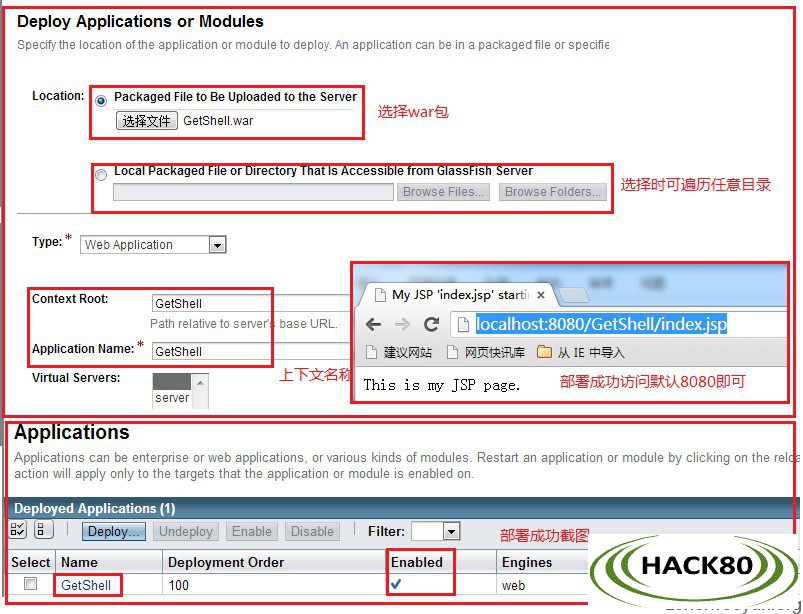 Deploy Applications or Modules
Specify the location of the application or module to deploy. An application can be in a packaged file or specifie
Location:
Packaged File to Be Uploaded to the Server
选择文件 GetShell.war
选择war包
Local Packaged File or Directory That Is Accessible from GlassFish Server
Browse Files... Browse Folders...
选择时可遍历任意目录
Type: * Web Application
Context Root: GetShell
Path relative to server's base URL.
Application Name: * GetShell
上下文名称
Virtual Servers:
server
My JSP 'index.jsp' starti
localhost:8080/GetShell/index.jsp
建议网站 网页快讯库 从 IE 中导入
This is my JSP page.
部署成功访问默认8080即可
Applications
Applications can be enterprise or web applications, or various kinds of modules. Restart an application or module by clicking on the reloa
action will apply only to the targets that the application or module is enabled on.
Deployed Applications (1)
Deploy... Undeploy Enable Disable Filter:
部署成功截图
Select Name Deployment Order Enabled Engines
GetShell 100 web
HACK80